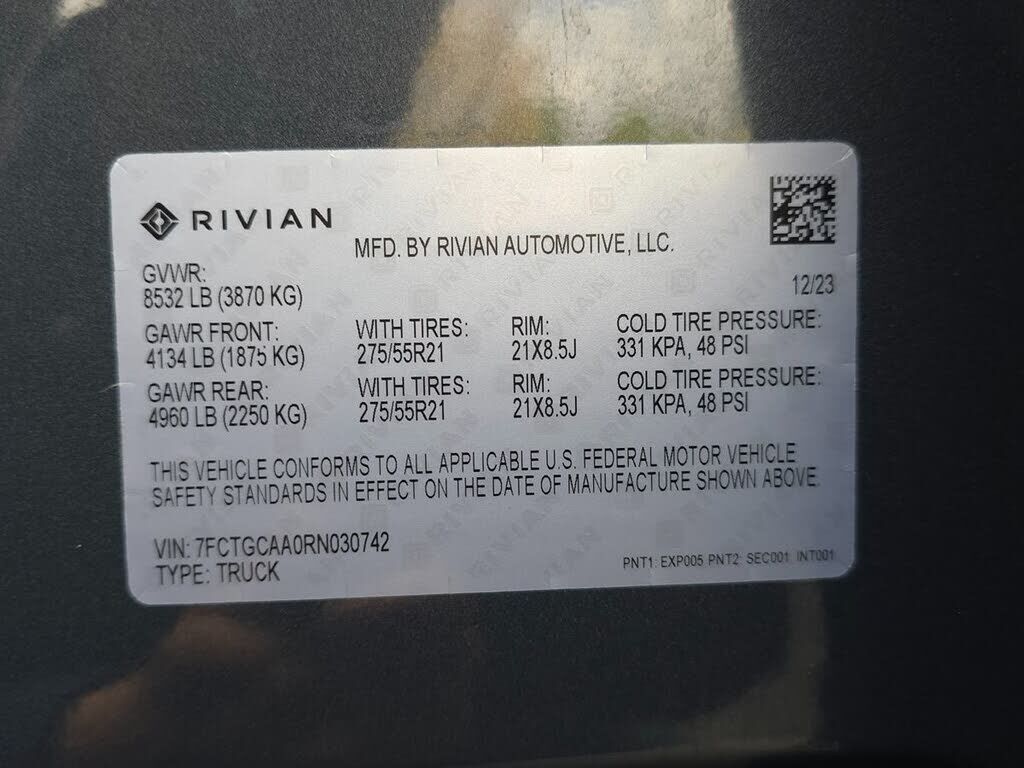 RIVIAN
MFD. BY RIVIAN AUTOMOTIVE, LLC.
GVWR:
8532 LB (3870 KG)
12/23
GAWR FRONT: WITH TIRES: RIM: COLD TIRE PRESSURE:
4134 LB (1875 KG) 275/55R21 21X8.5J 331 KPA, 48 PSI
GAWR REAR: WITH TIRES: RIM: COLD TIRE PRESSURE:
4960 LB (2250 KG) 275/55R21 21X8.5J 331 KPA, 48 PSI
THIS VEHICLE CONFORMS TO ALL APPLICABLE U.S. FEDERAL MOTOR VEHICLE
SAFETY STANDARDS IN EFFECT ON THE DATE OF MANUFACTURE SHOWN ABOVE.
VIN: 7FCTGCAA0RN030742
TYPE: TRUCK
PNT1: EXP005 PNT2: SEC001 INT001